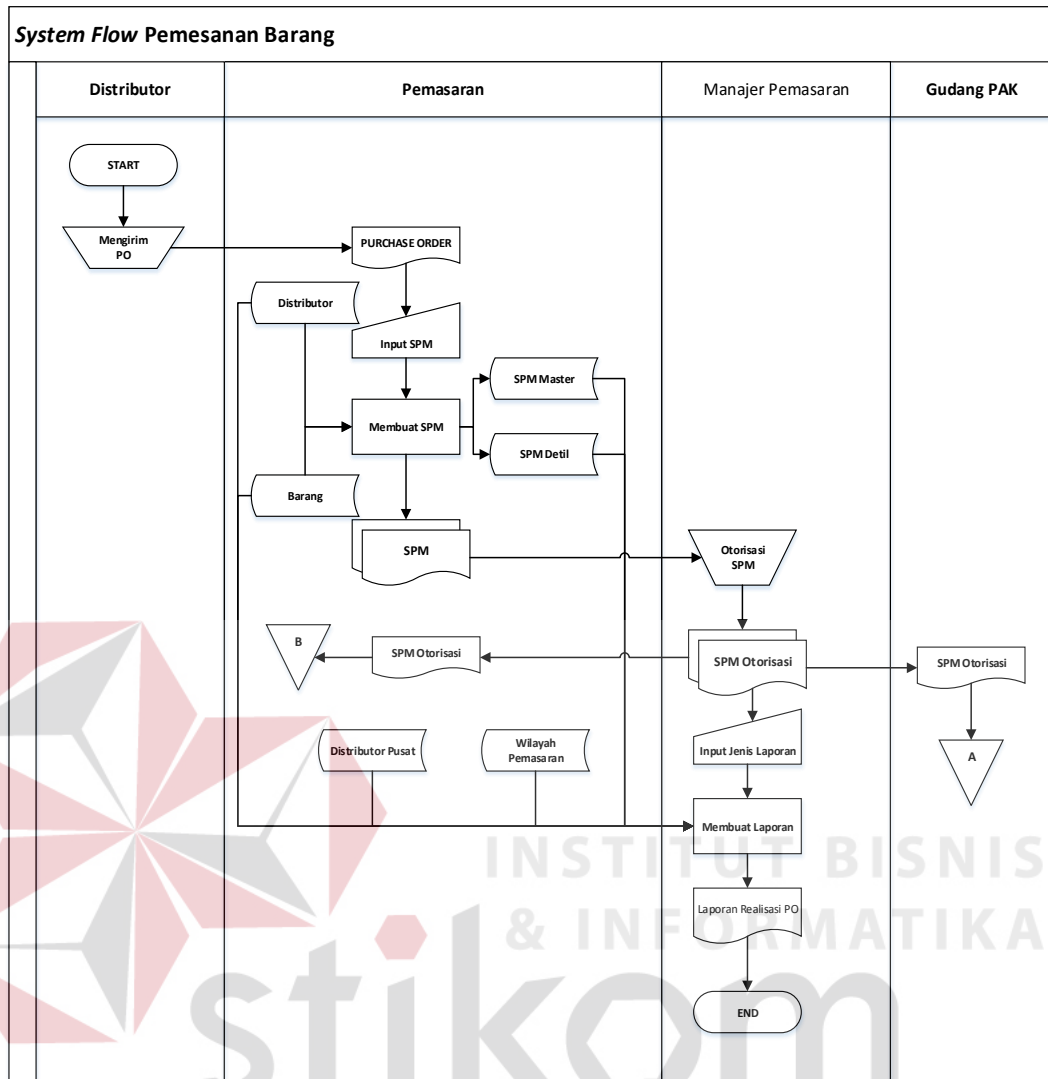 System Flow Pemesanan Barang
Distributor
Pemasaran
Manajer Pemasaran
Gudang PAK
START
Mengirim
PO
PURCHASE ORDER
Distributor
Input SPM
SPM Master
Membuat SPM
SPM Detil
Barang
SPM
Otorisasi
SPM
B
SPM Otorisasi
SPM Otorisasi
SPM Otorisasi
Distributor Pusat
Wilayah
Pemasaran
Input Jenis Laporan
A
Membuat Laporan
INSTITUT BISNIS
Laporan Realisasi PO
& INFORMATIKA
stikom
END